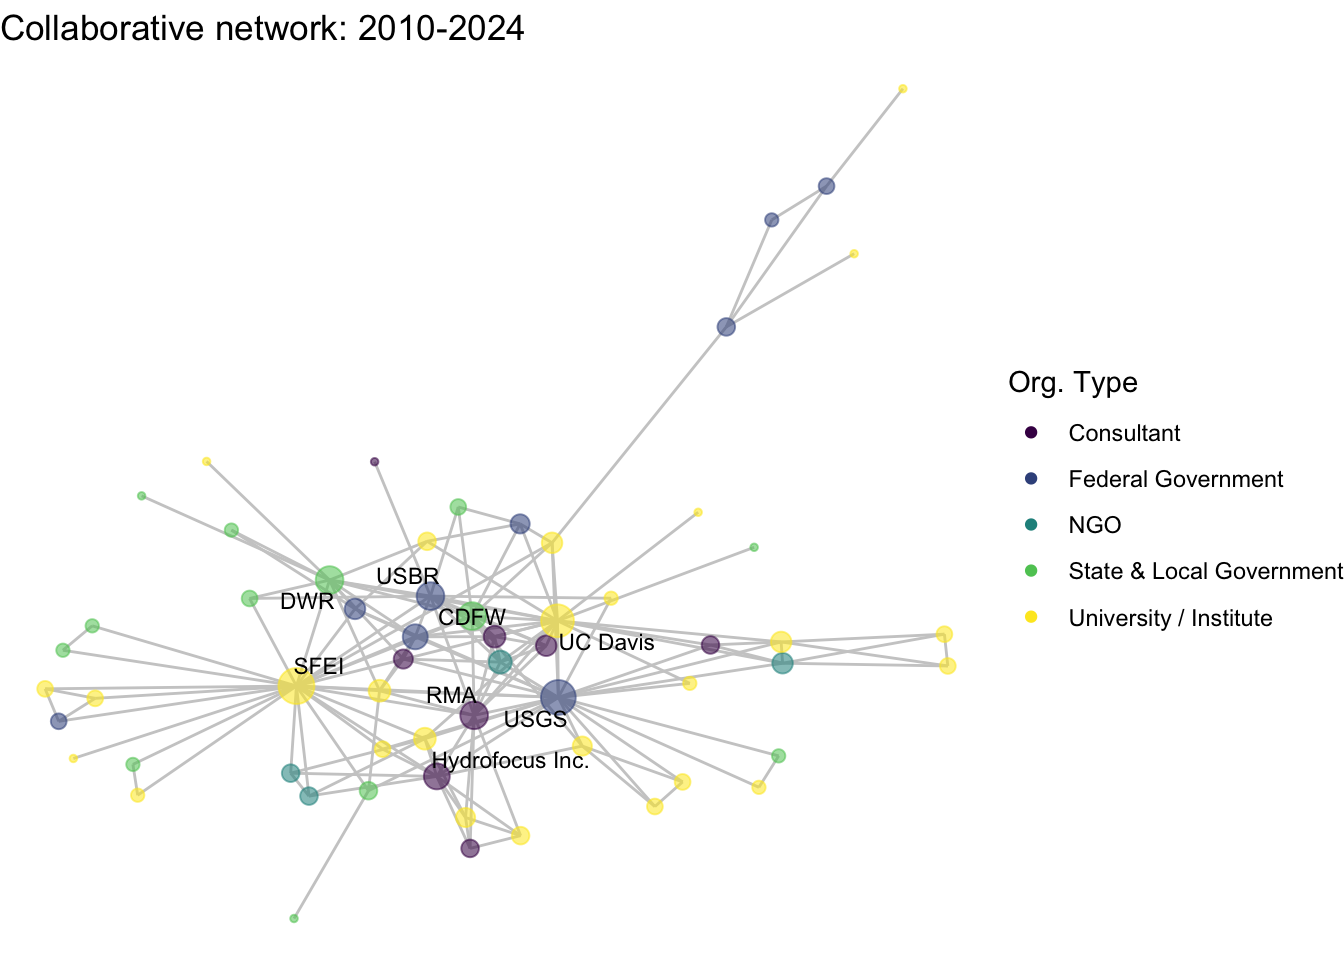 Collaborative network: 2010-2024
USBR
DWR
CDFW
UC Davis
SFEI
RMA
USGS
Hydrofocus Inc.
Org. Type
Consultant
Federal Government
NGO
State & Local Government
University / Institute